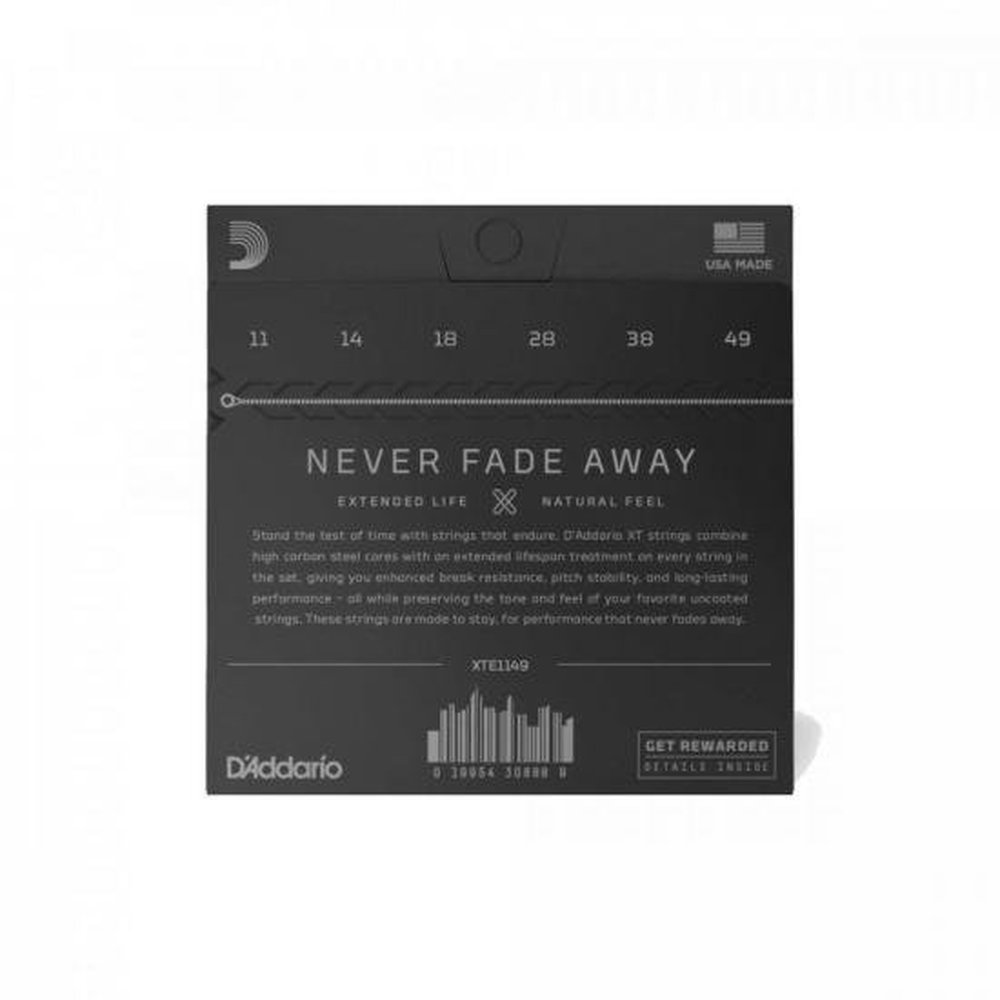 USA MADE
11 14 18 28 38 49
NEVER FADE AWAY
EXTENDED LIFE X NATURAL FEEL
Stand the test of time with strings that endure. D'Addario XT strings combine
high carbon steel cores with an extended lifespan treatment on every string in
the set, giving you enhanced break resistance, pitch stability, and long-lasting
performance – all while preserving the tone and feel of your favorite uncoated
strings. These strings are made to stay, for performance that never fades away.
XTE1149
D'Addario
GET REWARDED
DETAILS INSIDE